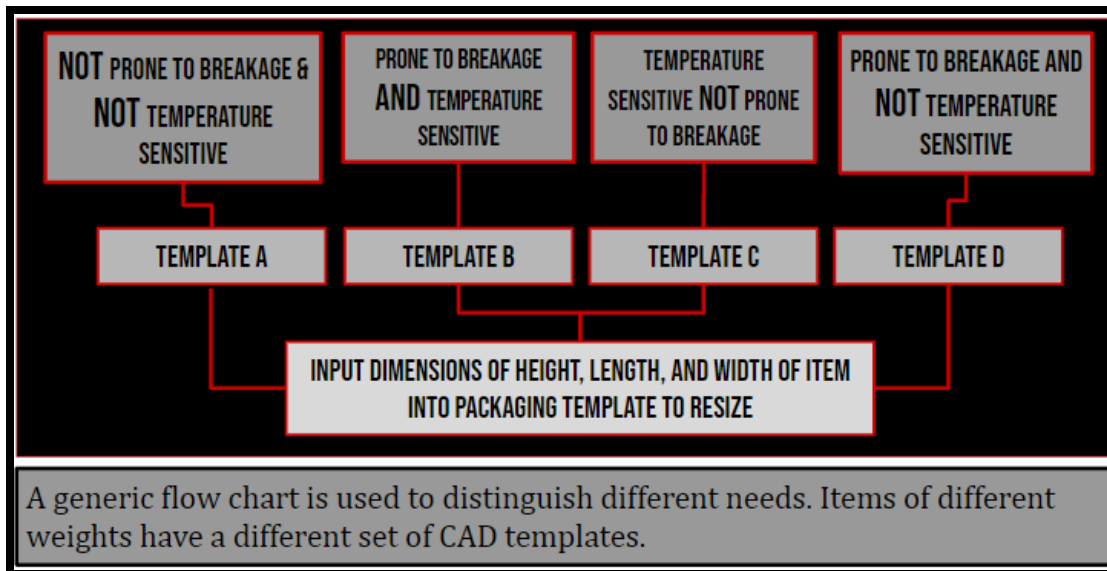 NOT PRONE TO BREAKAGE &
NOT TEMPERATURE
SENSITIVE
PRONE TO BREAKAGE
AND TEMPERATURE
SENSITIVE
TEMPERATURE
SENSITIVE NOT PRONE
TO BREAKAGE
PRONE TO BREAKAGE AND
NOT TEMPERATURE
SENSITIVE
TEMPLATE A
TEMPLATE B
TEMPLATE C
TEMPLATE D
INPUT DIMENSIONS OF HEIGHT, LENGTH, AND WIDTH OF ITEM
INTO PACKAGING TEMPLATE TO RESIZE
A generic flow chart is used to distinguish different needs. Items of different
weights have a different set of CAD templates.